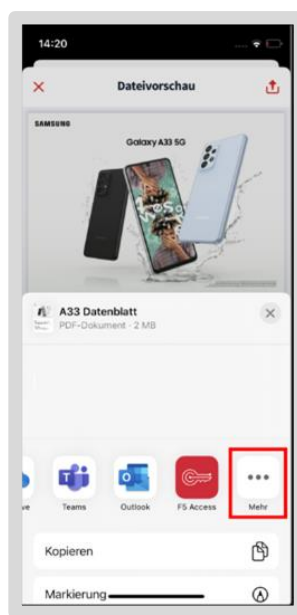 14:20
Dateivorschau
SAMSUNG
Galaxy A33 5G
A33 Datenblatt
PDF-Dokument · 2 MB
ve
Teams
Outlook
F5 Access
Mehr
Kopieren
Markierung